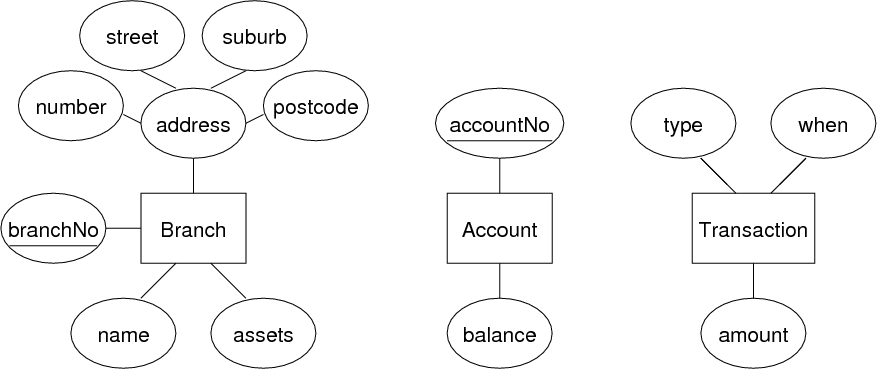 street
suburb
number
address
postcode
accountNo
type
when
branchNo
Branch
Account
Transaction
name
assets
balance
amount